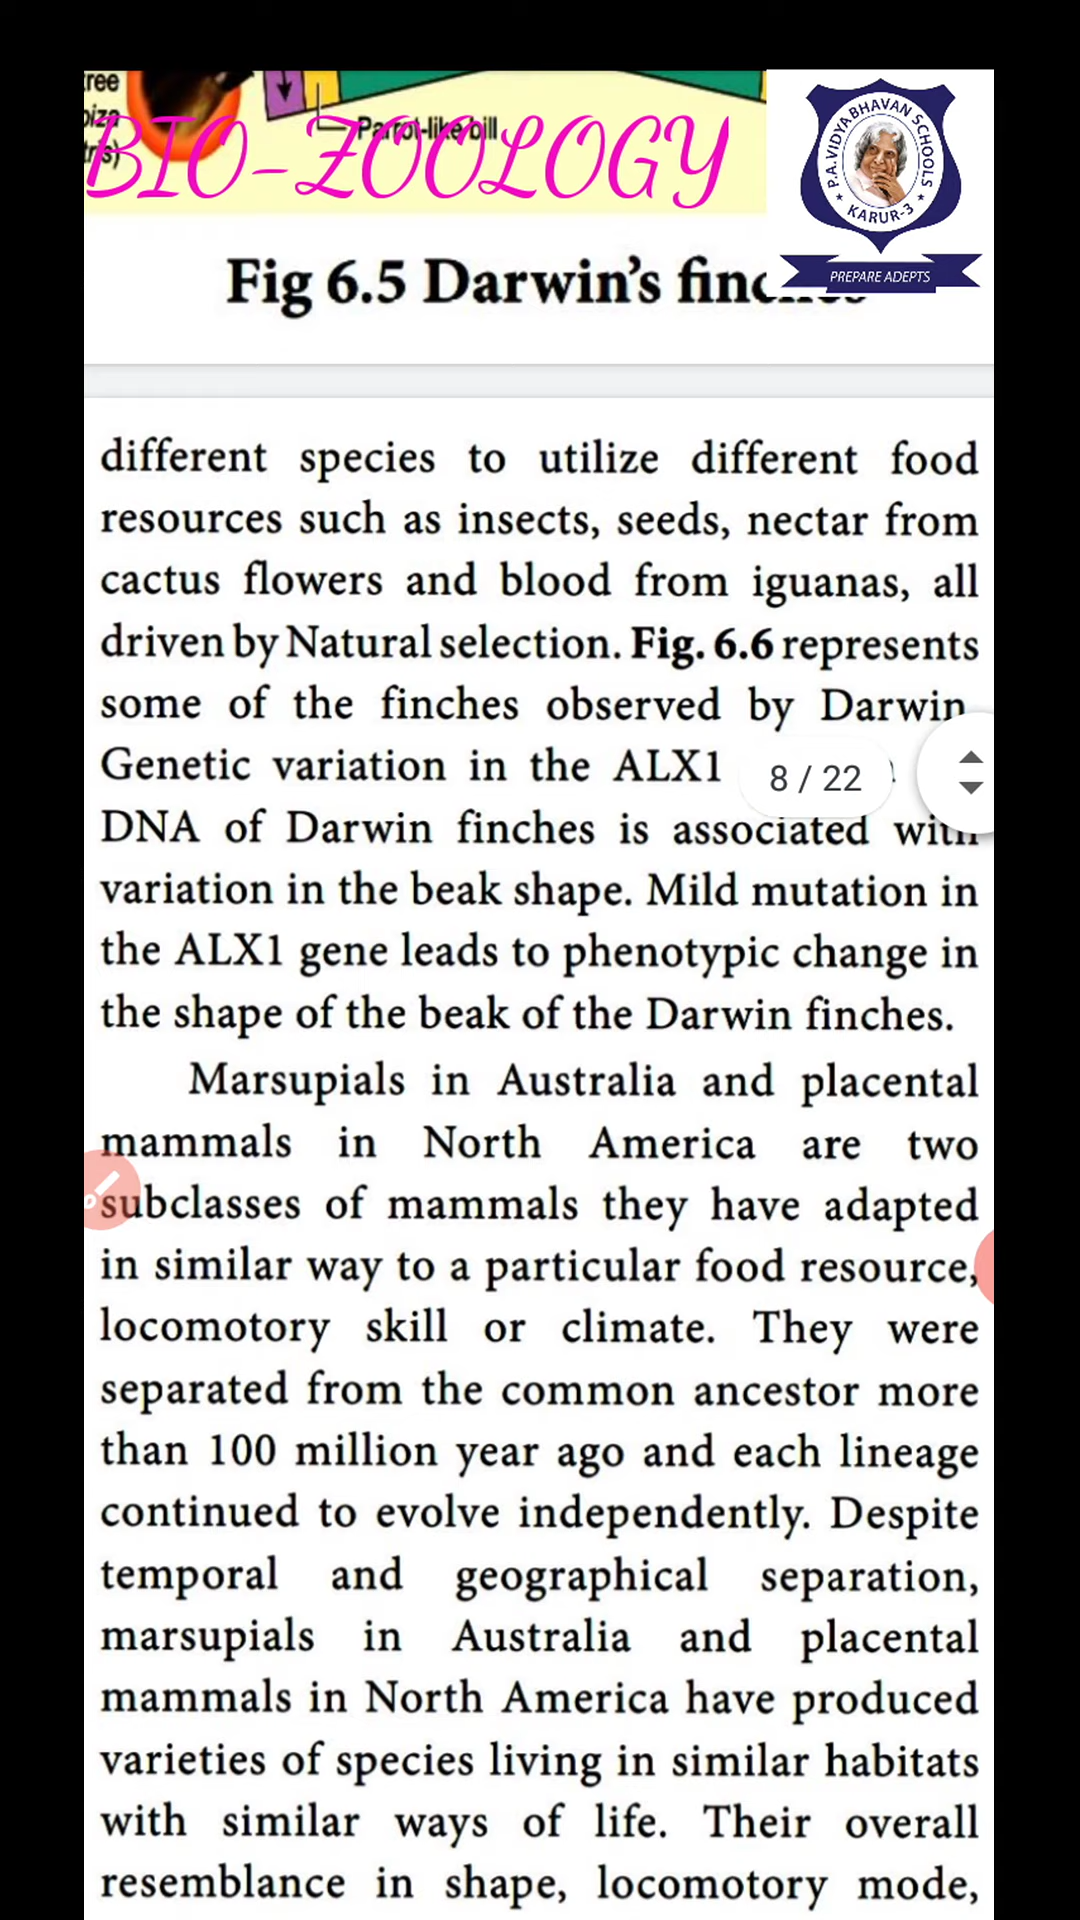 ree
Parrot-like bill
BIO-ZOOLOGY
P.A.VIDYABHAVAN SCHOOLS
KARUR-3
PREPARE ADEPTS
Fig 6.5 Darwin's
different species to utilize different food
resources such as insects, seeds, nectar from
cactus flowers and blood from iguanas, all
driven by Natural selection. Fig. 6.6 represents
some of the finches observed by Darwin
Genetic variation in the ALX1
8 / 22
DNA of Darwin finches is associated with
variation in the beak shape. Mild mutation in
the ALX1 gene leads to phenotypic change in
the shape of the beak of the Darwin finches.
Marsupials in Australia and placental
mammals in North America are two
subclasses of mammals they have adapted
in similar way to a particular food resource,
locomotory skill or climate. They were
separated from the common ancestor more
than 100 million year ago and each lineage
continued to evolve independently. Despite
temporal and geographical separation,
marsupials in Australia and placental
mammals in North America have produced
varieties of species living in similar habitats
with similar ways of life. Their overall
resemblance in shape, locomotory mode,